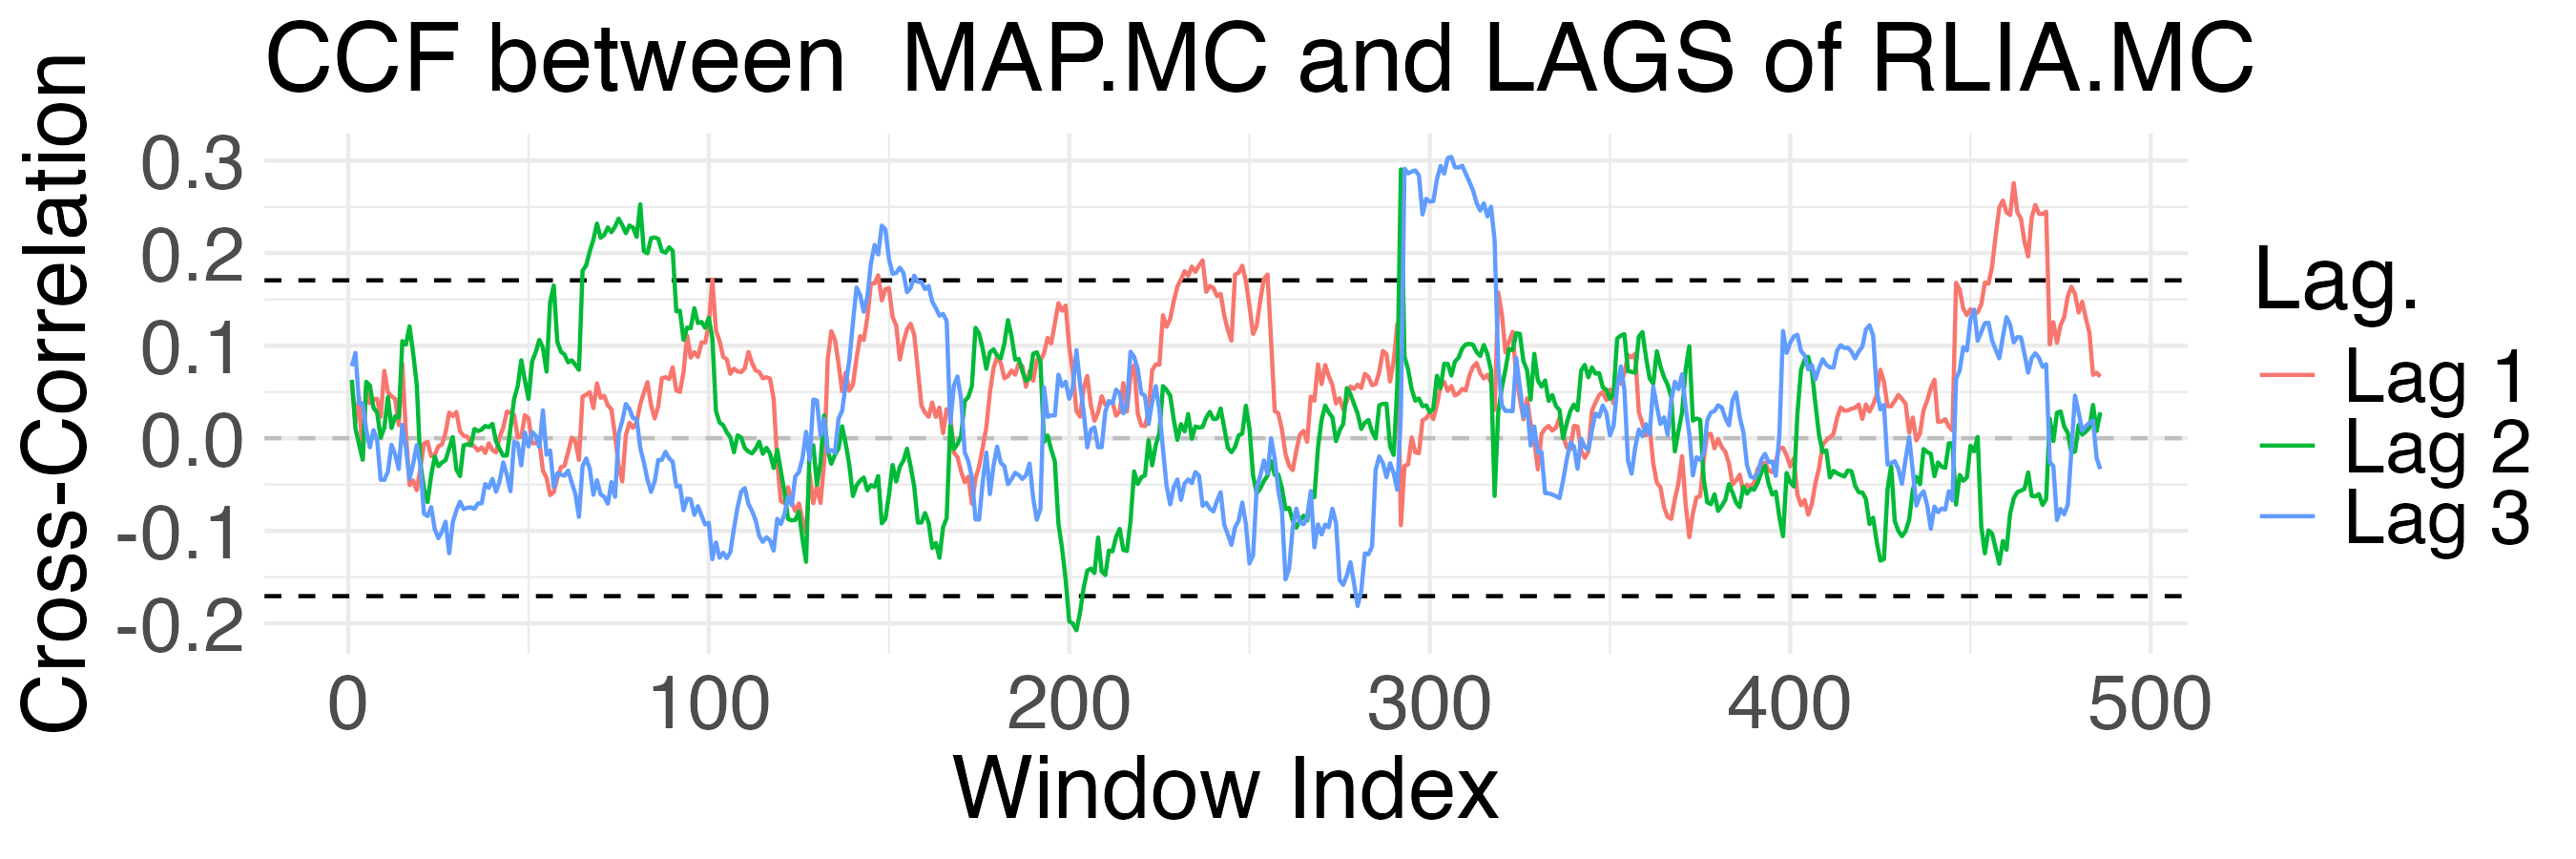 CCF between  MAP.MC and LAGS of RLIA.MC
Cross-Correlation
0.3
0.2
0.1
0.0
-0.1
-0.2
0 100 200 300 400 500
Window Index
Lag.
Lag 1
Lag 2
Lag 3